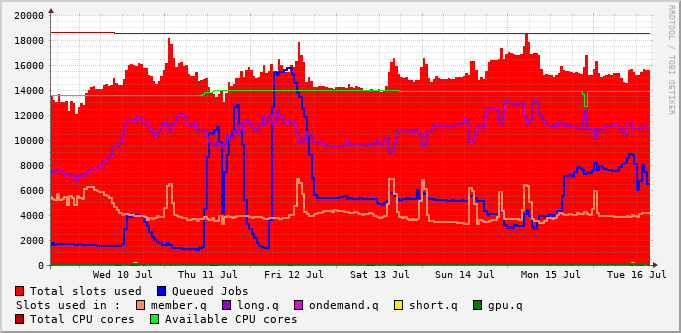 20000
18000
16000
14000
12000
10000
8000
6000
4000
2000
0
Wed 10 Jul Thu 11 Jul Fri 12 Jul Sat 13 Jul Sun 14 Jul Mon 15 Jul Tue 16 Jul
Total slots used Queued Jobs
Slots used in : member.q long.q ondemand.q short.q gpu.q
Total CPU cores Available CPU cores
RRDTOOL / TOBI OETIKER